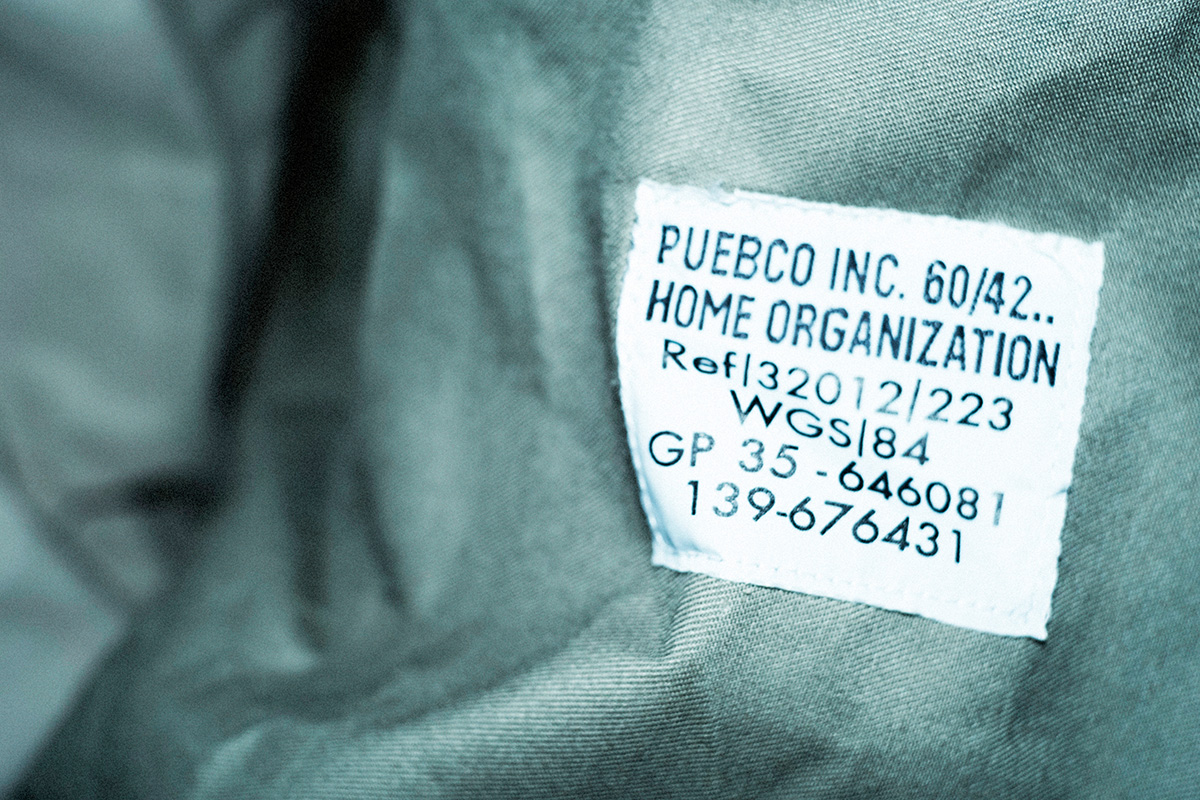 PUEBCO INC. 60/42..
HOME ORGANIZATION
Ref|32012/223
WGS|84
GP 35 - 646081
139-676431